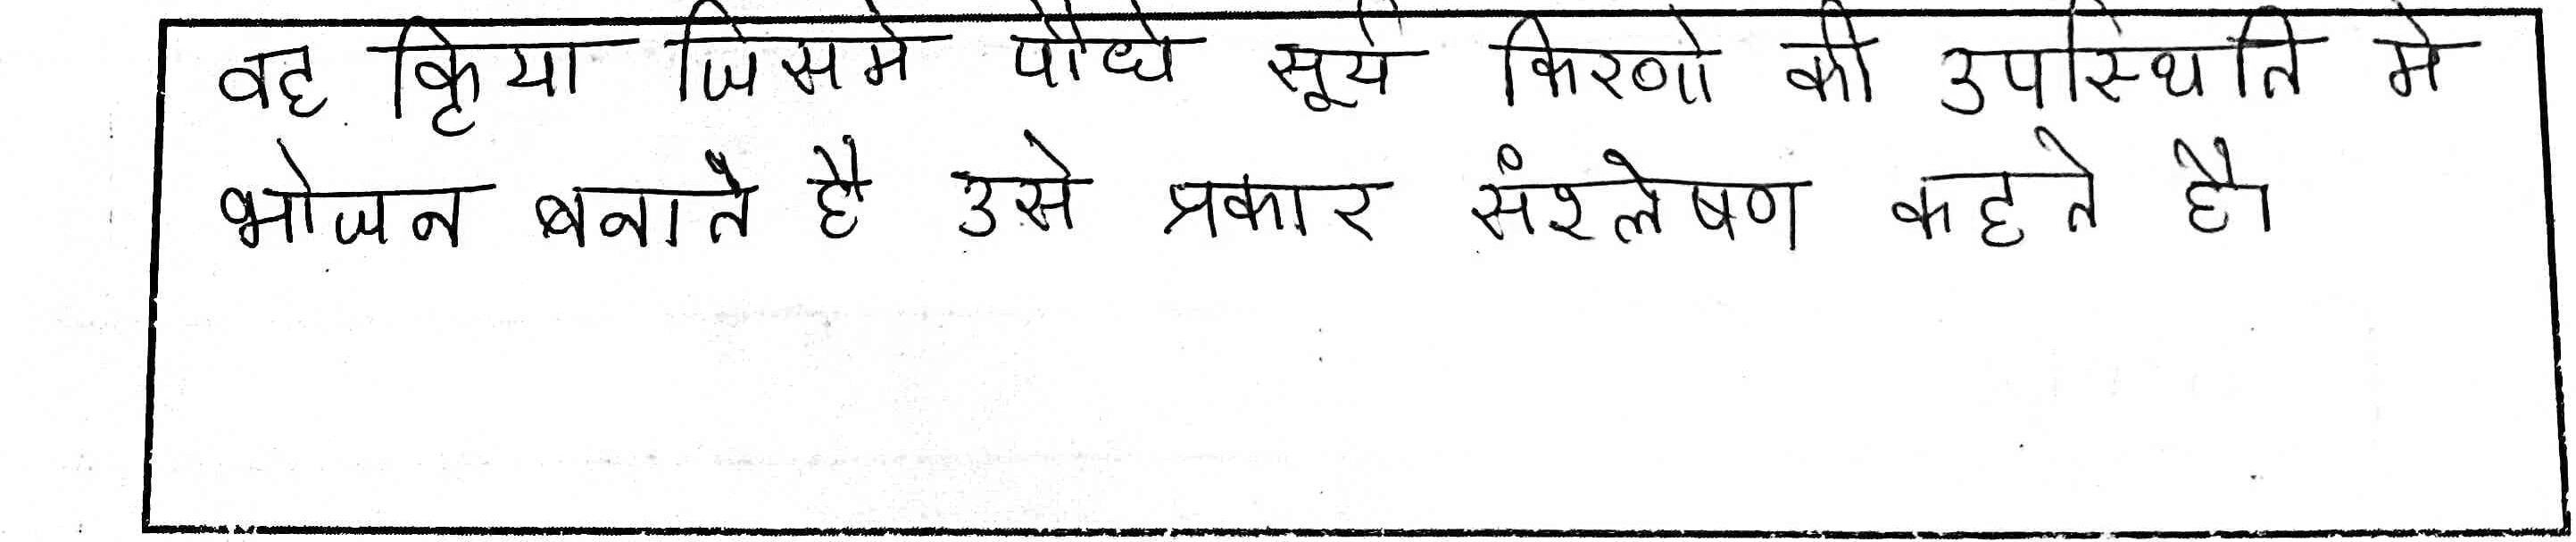 वह क्रिया जिसमे पौधे सूर्य किरणो की उपस्थिति मे
भोजन बनाते है उसे प्रकार संश्लेषण कहते है।